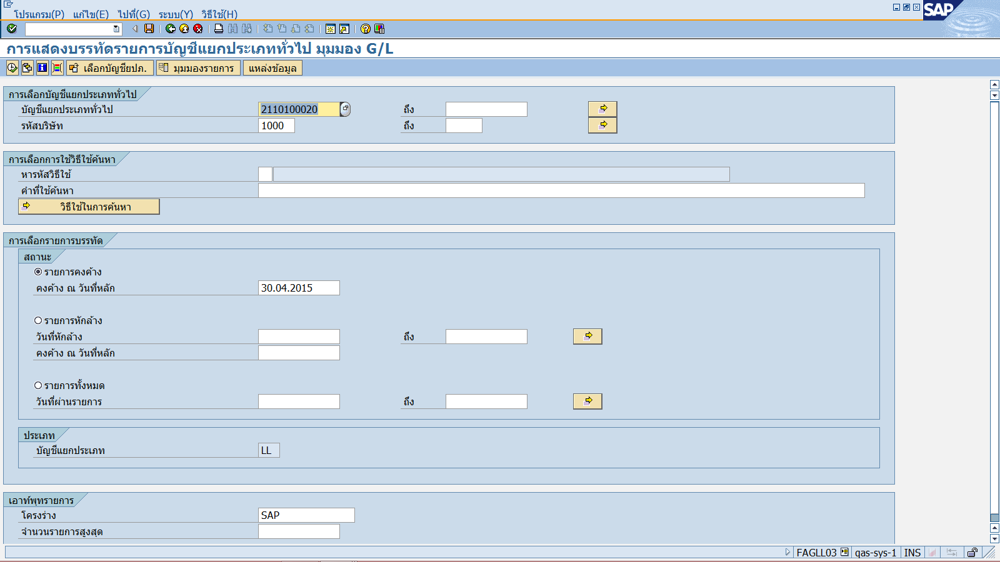 โปรแกรม(P) แก้ไข(E) ไปที่(G) ระบบ(Y) วิธีใช้(H)
SAP
การแสดงบรรทัดรายการบัญชีแยกประเภททั่วไป มุมมอง G/L
เลือกบัญชียปภ. มุมมองรายการ แหล่งข้อมูล
การเลือกบัญชีแยกประเภททั่วไป
บัญชีแยกประเภททั่วไป 2110100020 ถึง
รหัสบริษัท 1000 ถึง
การเลือกการใช้วิธีใช้ค้นหา
หารหัสวิธีใช้
คำที่ใช้ค้นหา
วิธีใช้ในการค้นหา
การเลือกรายการบรรทัด
สถานะ
รายการคงค้าง
คงค้าง ณ วันที่หลัก 30.04.2015
รายการหักล้าง
วันที่หักล้าง ถึง
คงค้าง ณ วันที่หลัก
รายการทั้งหมด
วันที่ผ่านรายการ ถึง
ประเภท
บัญชีแยกประเภท LL
เอาท์พุทรายการ
โครงร่าง SAP
จำนวนรายการสูงสุด
FAGLL03 qas-sys-1 INS